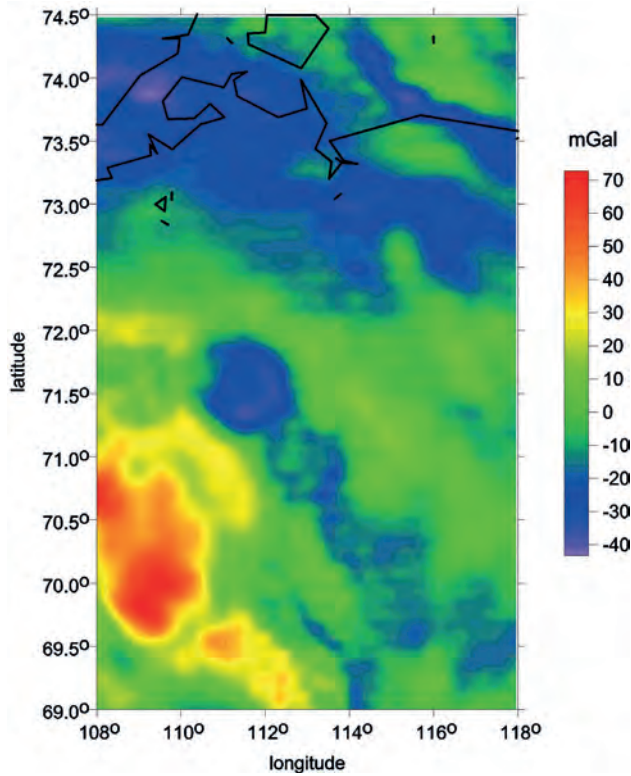 74.5º
74.0º
73.5º
73.0º
72.5º
72.0º
71.5º
71.0º
70.5º
70.0º
69.5º
69.0º
latitude
108º 110º 112º 114º 116º 118º
longitude
mGal
70
60
50
40
30
20
10
0
-10
-20
-30
-40